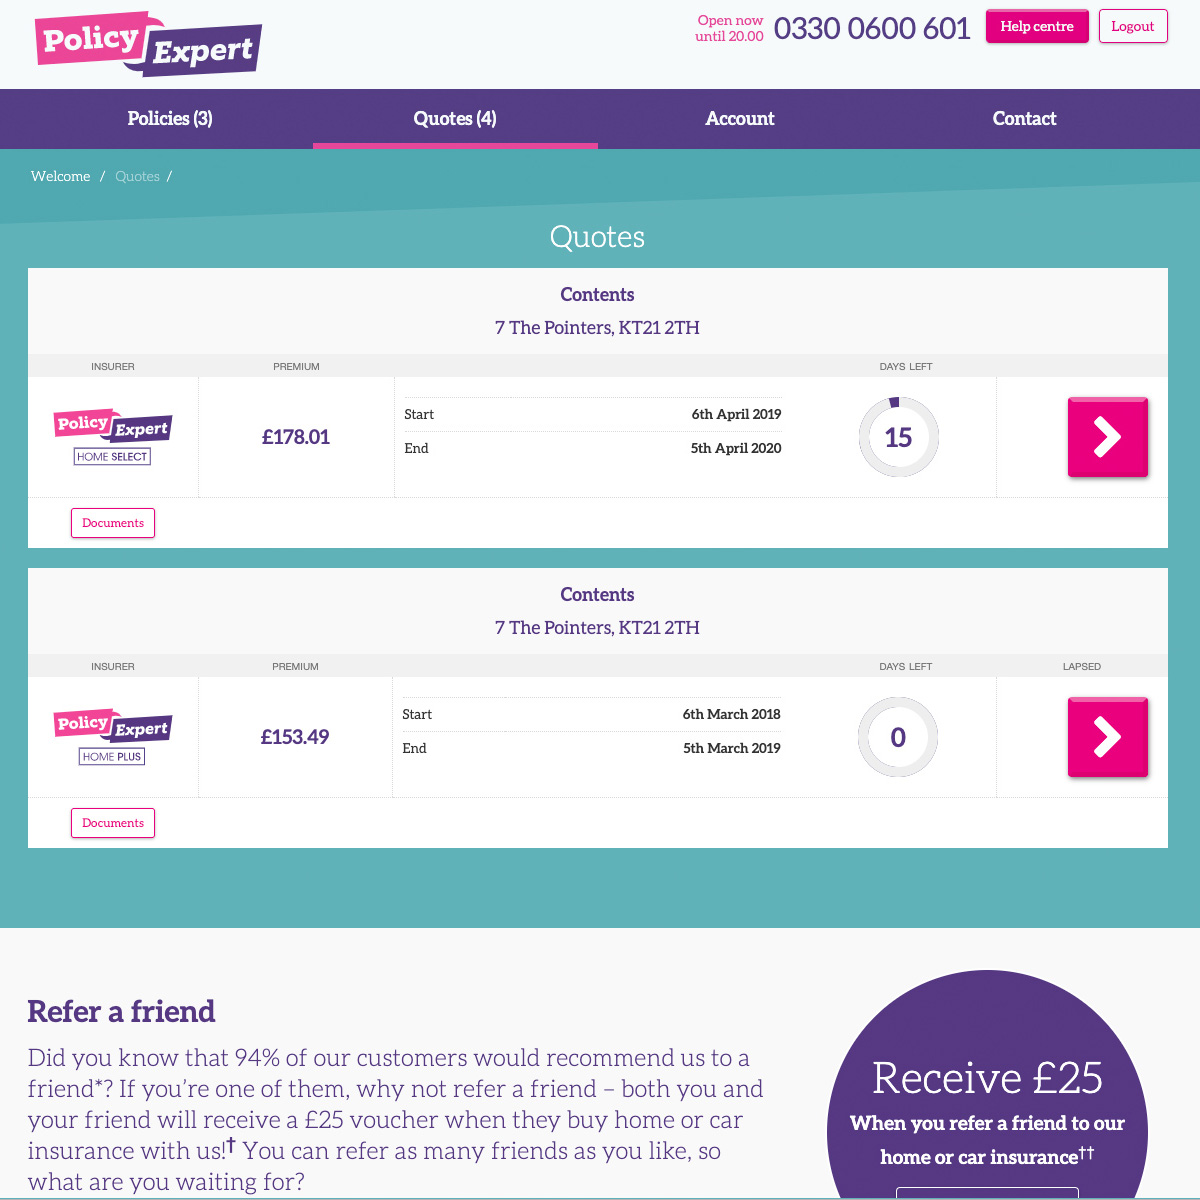 Policy Expert
Open now
until 20.00
0330 0600 601
Help centre
Logout
Policies (3)
Quotes (4)
Account
Contact
Welcome / Quotes /
Quotes
Contents
7 The Pointers, KT21 2TH
INSURER
PREMIUM
DAYS LEFT
Policy Expert
HOME SELECT
£178.01
Start
6th April 2019
End
5th April 2020
15
Documents
Contents
7 The Pointers, KT21 2TH
INSURER
PREMIUM
DAYS LEFT
LAPSED
Policy Expert
HOME PLUS
£153.49
Start
6th March 2018
End
5th March 2019
0
Documents
Refer a friend
Did you know that 94% of our customers would recommend us to a
friend*? If you’re one of them, why not refer a friend – both you and
your friend will receive a £25 voucher when they buy home or car
insurance with us!† You can refer as many friends as you like, so
what are you waiting for?
Receive £25
When you refer a friend to our
home or car insurance††